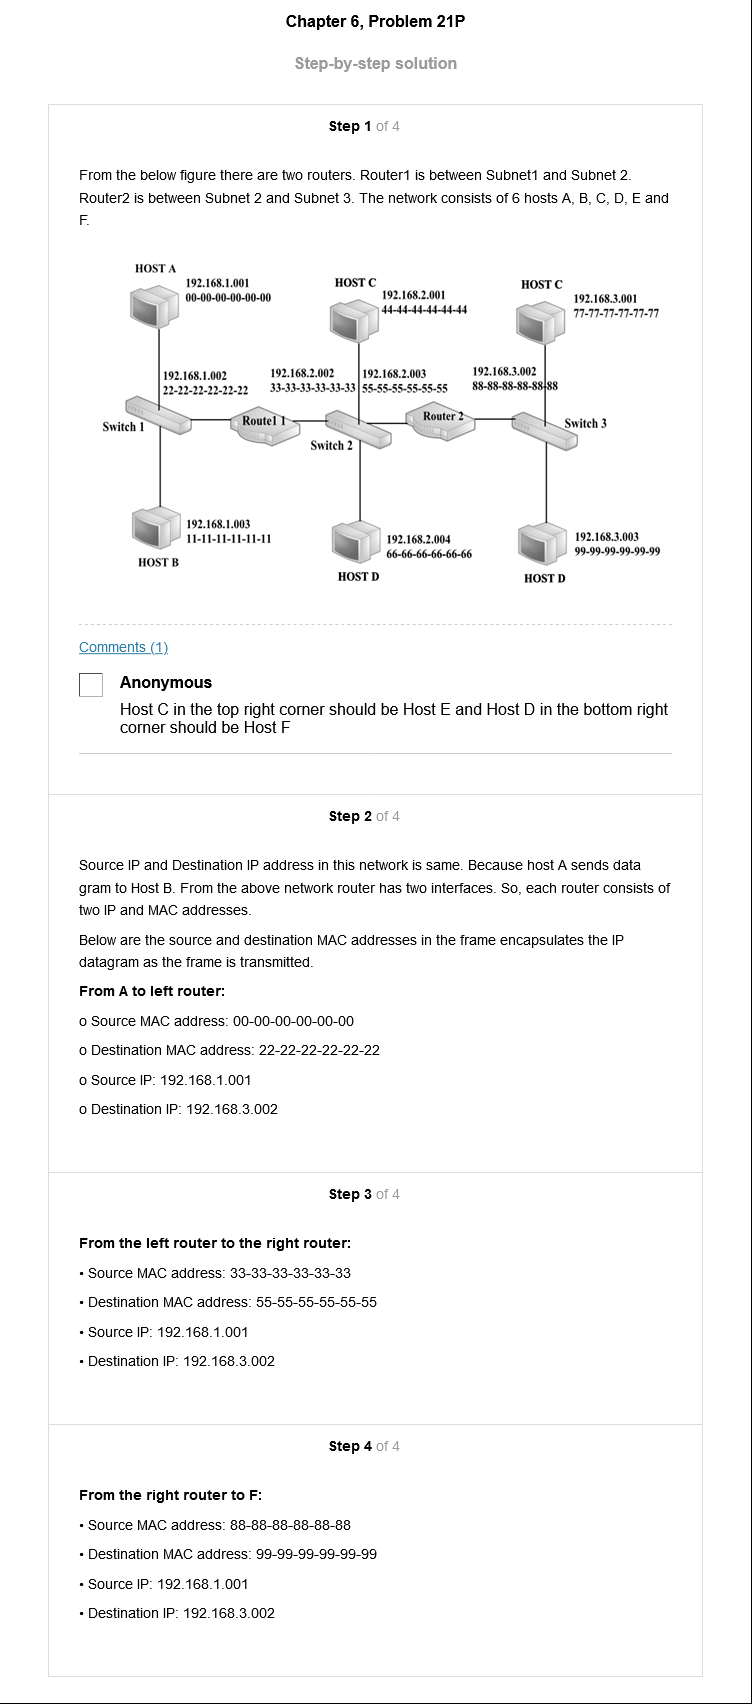 Chapter 6, Problem 21P
Step-by-step solution
Step 1 of 4
From the below figure there are two routers. Router1 is between Subnet1 and Subnet 2.
Router2 is between Subnet 2 and Subnet 3. The network consists of 6 hosts A, B, C, D, E and
F.
HOST A
192.168.1.001
00-00-00-00-00-00
HOST C
192.168.2.001
44-44-44-44-44-44
HOST C
192.168.3.001
77-77-77-77-77-77
192.168.1.002
22-22-22-22-22-22
192.168.2.002
33-33-33-33-33-33
192.168.2.003
55-55-55-55-55-55
192.168.3.002
88-88-88-88-88-88
Switch 1
Route1 1
Switch 2
Router 2
Switch 3
192.168.1.003
11-11-11-11-11-11
HOST B
192.168.2.004
66-66-66-66-66-66
HOST D
192.168.3.003
99-99-99-99-99-99
HOST D
Comments (1)
Anonymous
Host C in the top right corner should be Host E and Host D in the bottom right
corner should be Host F
Step 2 of 4
Source IP and Destination IP address in this network is same. Because host A sends data
gram to Host B. From the above network router has two interfaces. So, each router consists of
two IP and MAC addresses.
Below are the source and destination MAC addresses in the frame encapsulates the IP
datagram as the frame is transmitted.
From A to left router:
o Source MAC address: 00-00-00-00-00-00
o Destination MAC address: 22-22-22-22-22-22
o Source IP: 192.168.1.001
o Destination IP: 192.168.3.002
Step 3 of 4
From the left router to the right router:
• Source MAC address: 33-33-33-33-33-33
• Destination MAC address: 55-55-55-55-55-55
• Source IP: 192.168.1.001
• Destination IP: 192.168.3.002
Step 4 of 4
From the right router to F:
• Source MAC address: 88-88-88-88-88-88
• Destination MAC address: 99-99-99-99-99-99
• Source IP: 192.168.1.001
• Destination IP: 192.168.3.002